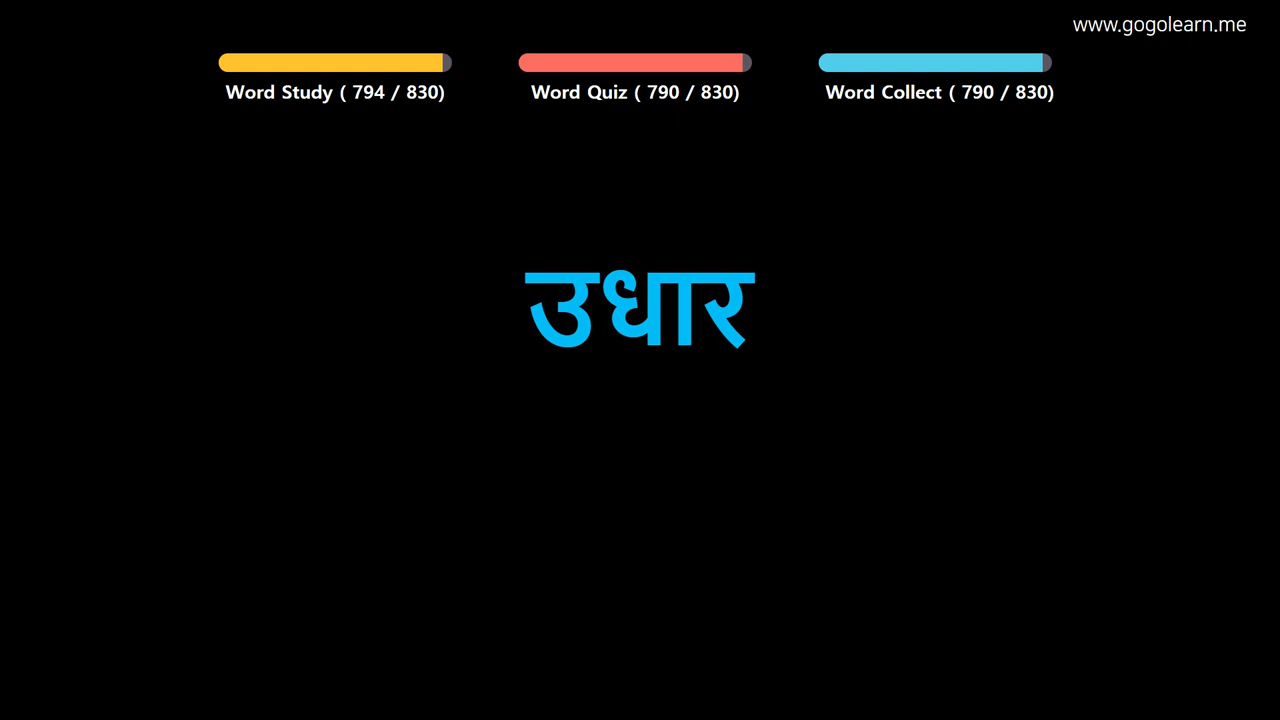 www.gogolearn.me
Word Study ( 794 / 830)
Word Quiz ( 790 / 830)
Word Collect ( 790 / 830)
उधार